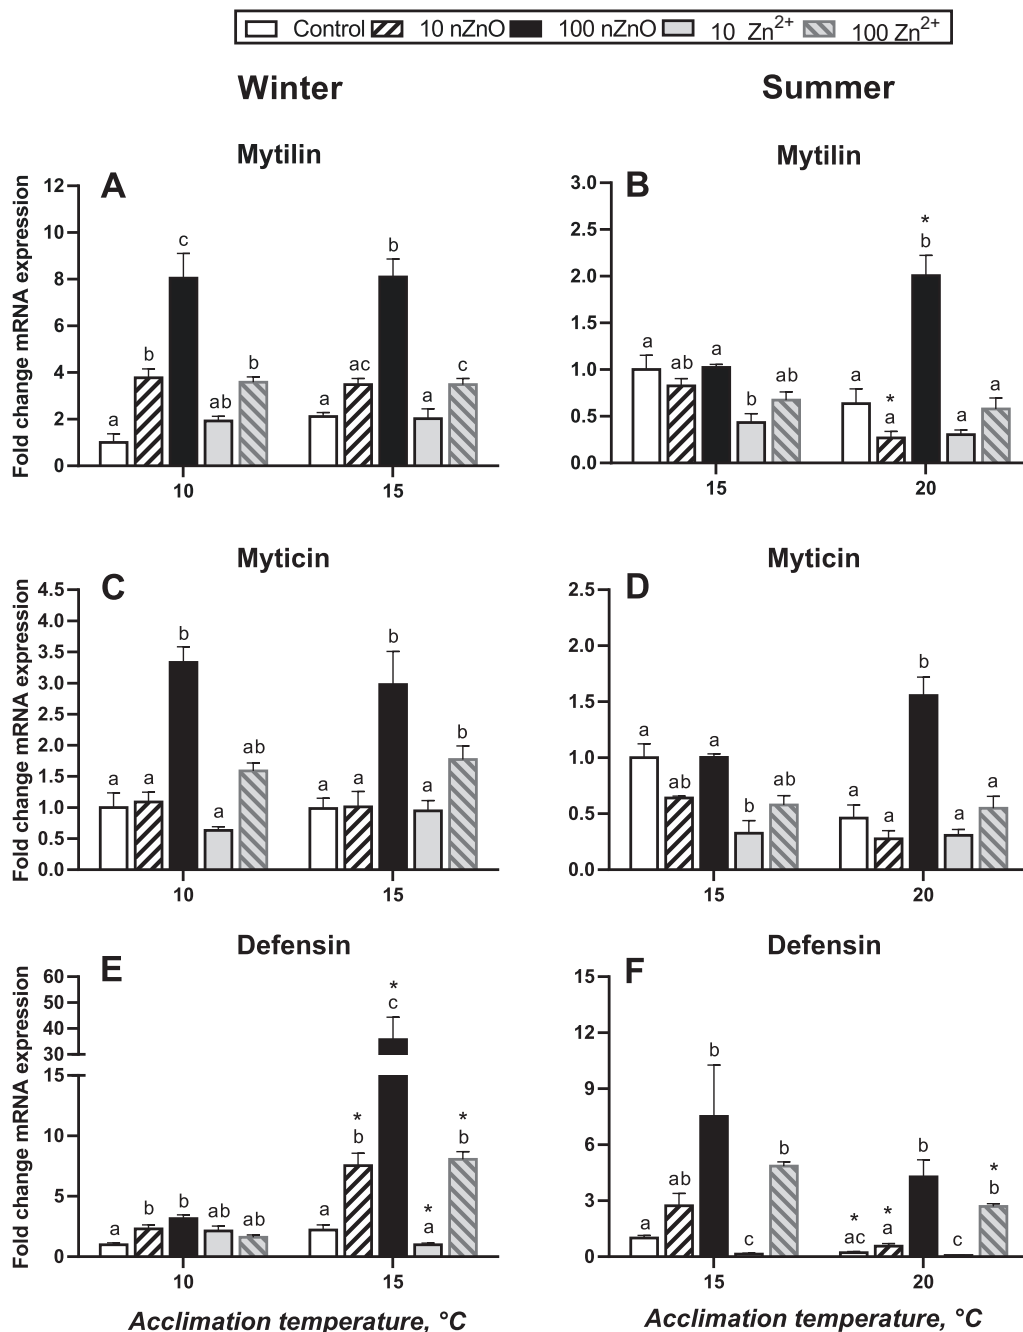 Control 10 nZnO 100 nZnO 10 Zn2+ 100 Zn2+
Winter Summer
Mytilin Mytilin
A
B
Fold change mRNA expression
12
10
8
6
4
2
0
a b c ab b a ac b a c
10 15
3.0
2.5
2.0
1.5
1.0
0.5
0.0
a ab a b ab a * a * b a a
15 20
Myticin Myticin
C
D
Fold change mRNA expression
4.5
4.0
3.5
3.0
2.5
2.0
1.5
1.0
0.5
0.0
a a b a ab a a b a b
10 15
2.5
2.0
1.5
1.0
0.5
0.0
a ab a b ab a a b a a
15 20
Defensin Defensin
E
F
Fold change mRNA expression
60
50
40
30
15
10
5
0
a b b ab ab a * b * c * a * b
10 15
15
12
9
6
3
0
a ab b c b * ac * a b c * b
15 20
Acclimation temperature, °C Acclimation temperature, °C